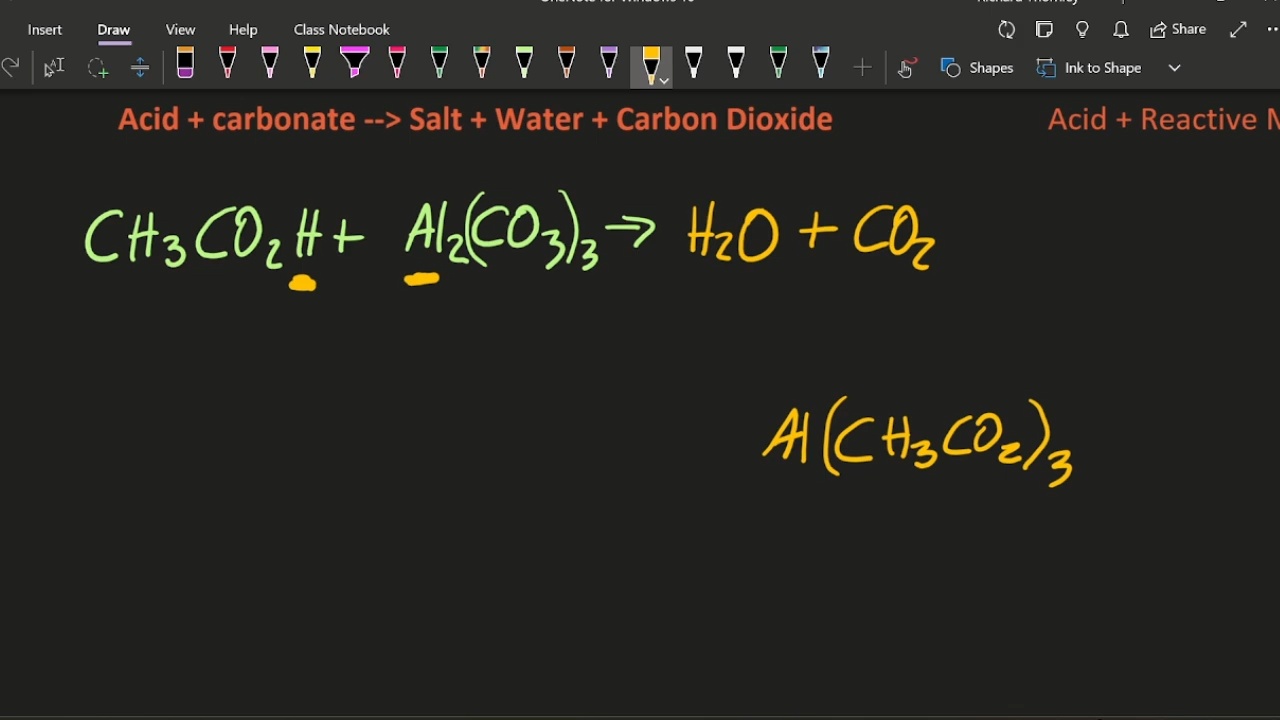 Insert Draw View Help Class Notebook Share
Shapes Ink to Shape
Acid + carbonate --> Salt + Water + Carbon Dioxide Acid + Reactive
CH₃CO₂H + Al₂(CO₃)₃ → H₂O + CO₂
Al(CH₃CO₂)₃